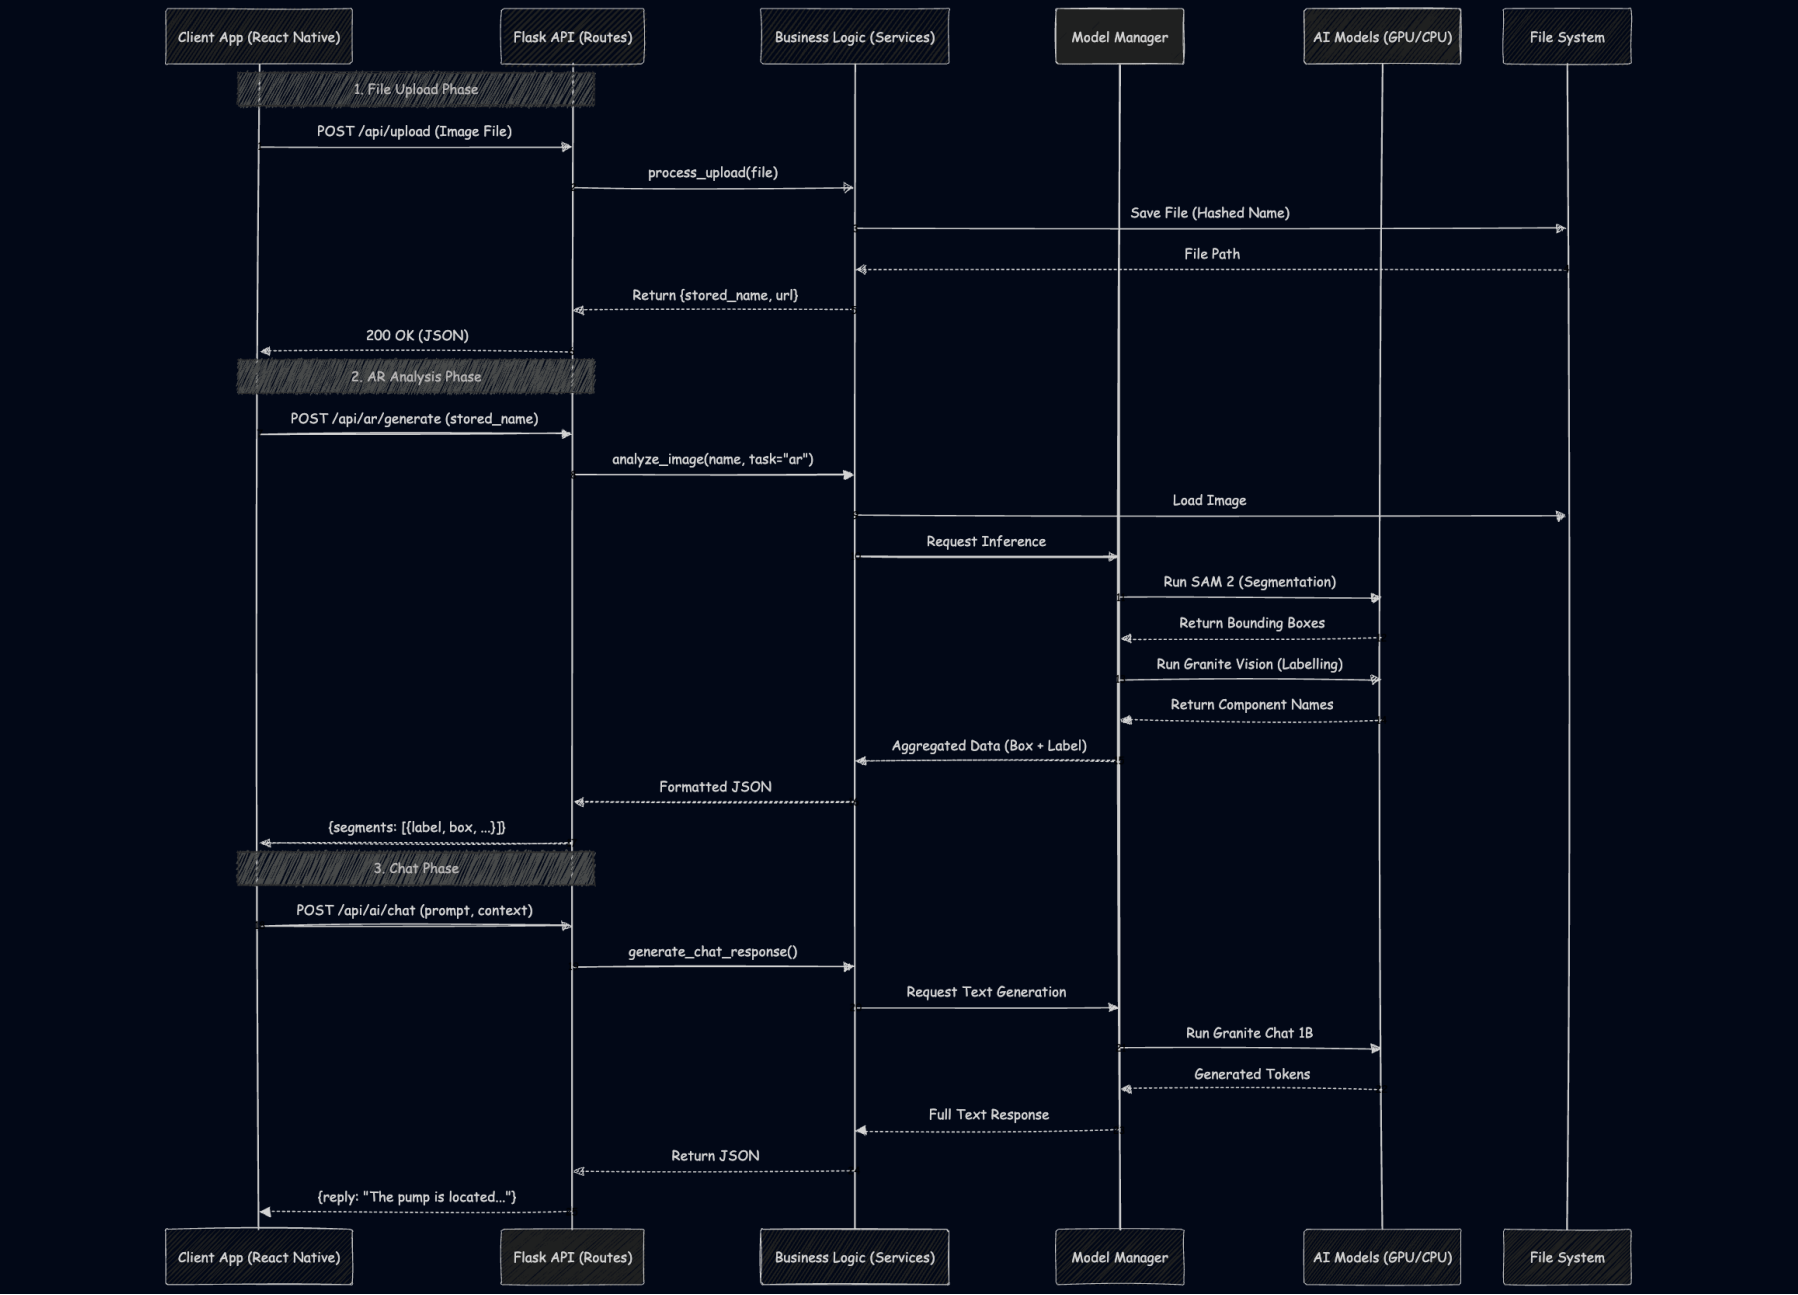 Client App (React Native)
Flask API (Routes)
Business Logic (Services)
Model Manager
AI Models (GPU/CPU)
File System
1. File Upload Phase
POST /api/upload (Image File)
process_upload(file)
Save File (Hashed Name)
File Path
Return {stored_name, url}
200 OK (JSON)
2. AR Analysis Phase
POST /api/ar/generate (stored_name)
analyze_image(name, task="ar")
Load Image
Request Inference
Run SAM 2 (Segmentation)
Return Bounding Boxes
Run Granite Vision (Labelling)
Return Component Names
Aggregated Data (Box + Label)
Formatted JSON
{segments: [{label, box, ...}]}
3. Chat Phase
POST /api/ai/chat (prompt, context)
generate_chat_response()
Request Text Generation
Run Granite Chat 1B
Generated Tokens
Full Text Response
Return JSON
{reply: "The pump is located..."}
Client App (React Native)
Flask API (Routes)
Business Logic (Services)
Model Manager
AI Models (GPU/CPU)
File System